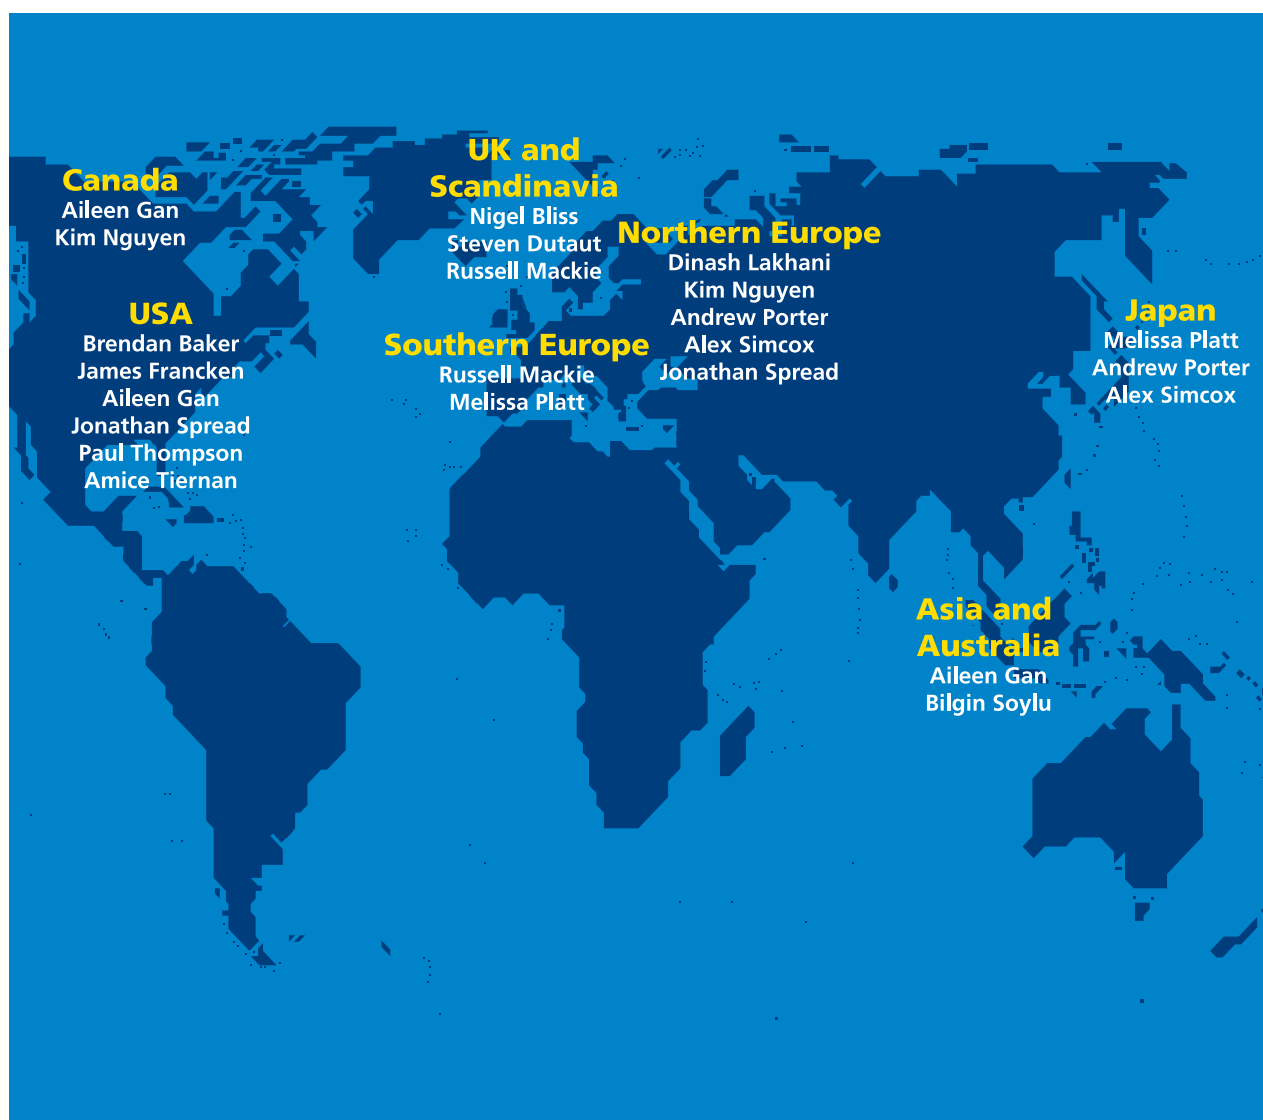 Canada
Aileen Gan
Kim Nguyen
USA
Brendan Baker
James Francken
Aileen Gan
Jonathan Spread
Paul Thompson
Amice Tiernan
UK and
Scandinavia
Nigel Bliss
Steven Dutaut
Russell Mackie
Southern Europe
Russell Mackie
Melissa Platt
Northern Europe
Dinash Lakhani
Kim Nguyen
Andrew Porter
Alex Simcox
Jonathan Spread
Japan
Melissa Platt
Andrew Porter
Alex Simcox
Asia and
Australia
Aileen Gan
Bilgin Soylu